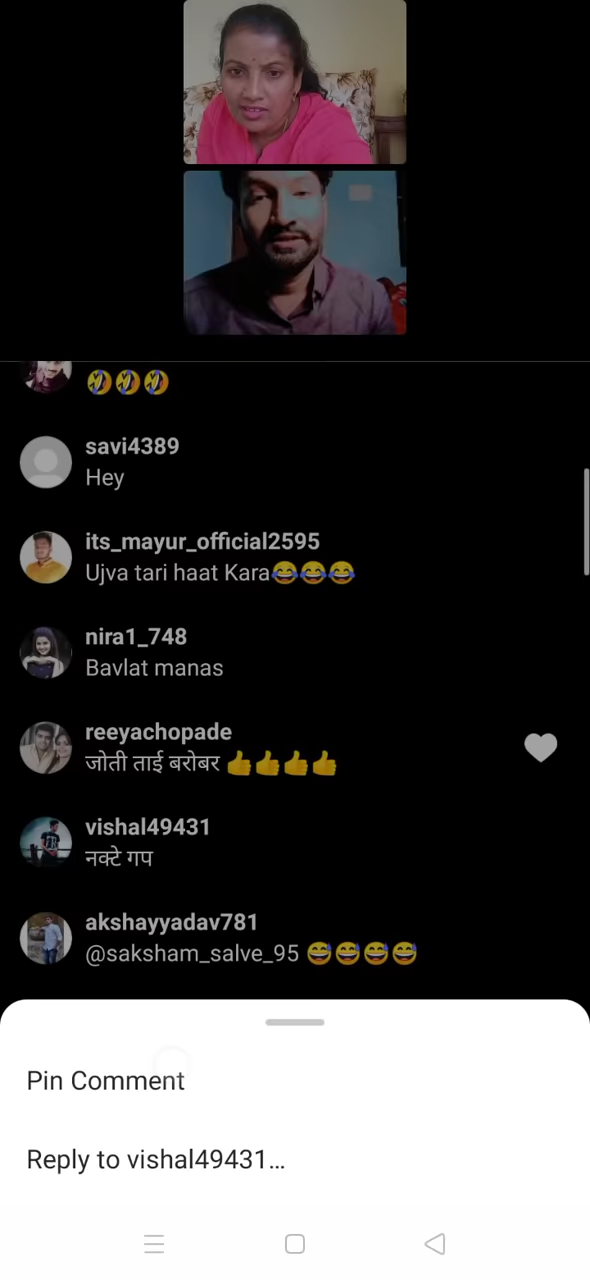 🤣🤣🤣
savi4389
Hey
its_mayur_official2595
Ujva tari haat Kara😂😂😂
nira1_748
Bavlat manas
reeyachopade
जोती ताई बरोबर 👍👍👍👍
vishal49431
नक्टे गप
akshayyadav781
@saksham_salve_95 😅😅😅😅
Pin Comment
Reply to vishal49431...